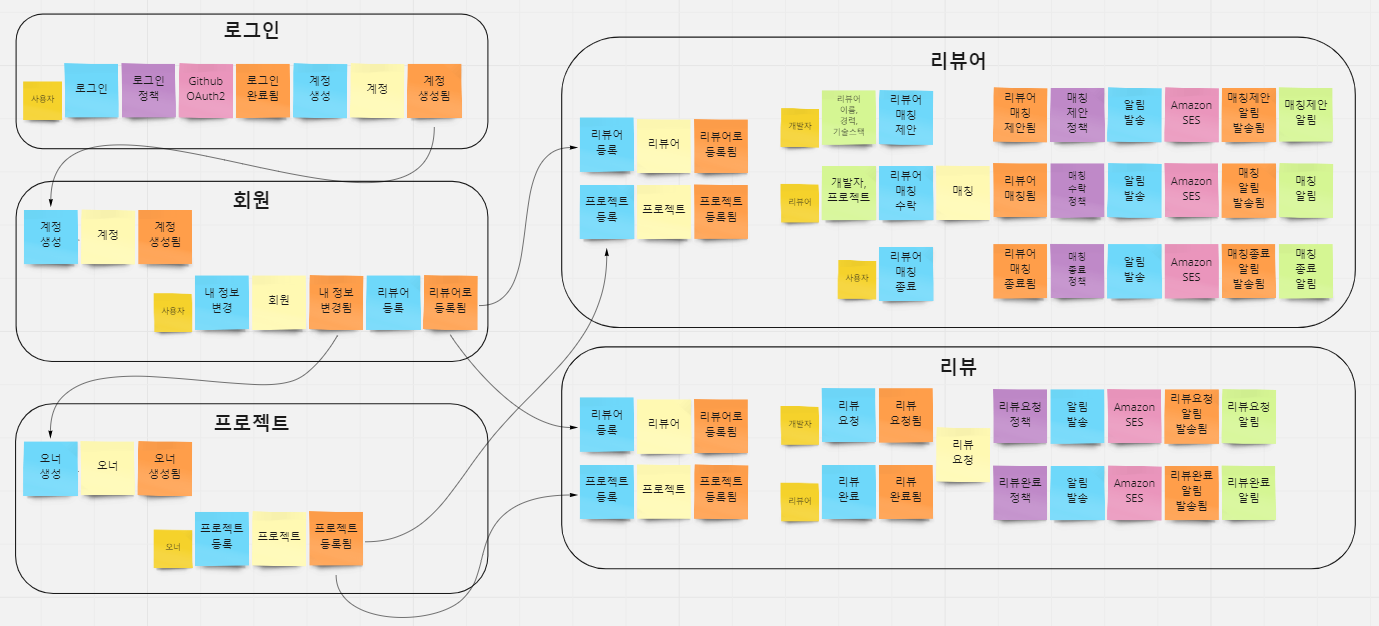 로그인
사용자
로그인
로그인
정책
Github
OAuth2
로그인
완료됨
계정
생성
계정
계정
생성됨
회원
계정
생성
계정
계정
생성됨
사용자
내 정보
변경
회원
내 정보
변경됨
리뷰어
등록
리뷰어로
등록됨
프로젝트
오너
생성
오너
오너
생성됨
오너
프로젝트
등록
프로젝트
프로젝트
등록됨
리뷰어
리뷰어
등록
리뷰어
리뷰어로
등록됨
프로젝트
등록
프로젝트
프로젝트
등록됨
개발자
리뷰어
이름,
경력,
기술스택
리뷰어
매칭
제안
리뷰어
매칭
제안됨
매칭
제안
정책
알림
발송
Amazon
SES
매칭제안
알림
발송됨
매칭제안
알림
리뷰어
개발자,
프로젝트
리뷰어
매칭
수락
매칭
리뷰어
매칭됨
매칭
수락
정책
알림
발송
Amazon
SES
매칭
알림
발송됨
매칭
알림
사용자
리뷰어
매칭
종료
리뷰어
매칭
종료됨
매칭
종료
정책
알림
발송
Amazon
SES
매칭종료
알림
발송됨
매칭
종료
알림
리뷰
리뷰어
등록
리뷰어
리뷰어로
등록됨
프로젝트
등록
프로젝트
프로젝트
등록됨
개발자
리뷰
요청
리뷰
요청됨
리뷰
요청
리뷰요청
정책
알림
발송
Amazon
SES
리뷰요청
알림
발송됨
리뷰요청
알림
리뷰어
리뷰
완료
리뷰
완료됨
리뷰완료
정책
알림
발송
Amazon
SES
리뷰완료
알림
발송됨
리뷰완료
알림